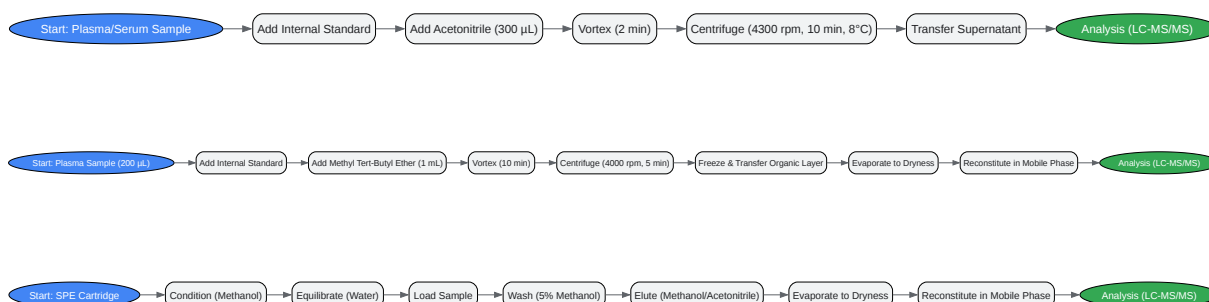 Start: Plasma/Serum Sample
Add Internal Standard
Add Acetonitrile (300 µL)
Vortex (2 min)
Centrifuge (4300 rpm, 10 min, 8°C)
Transfer Supernatant
Analysis (LC-MS/MS)
Start: Plasma Sample (200 µL)
Add Internal Standard
Add Methyl Tert-Butyl Ether (1 mL)
Vortex (10 min)
Centrifuge (4000 rpm, 5 min)
Freeze & Transfer Organic Layer
Evaporate to Dryness
Reconstitute in Mobile Phase
Analysis (LC-MS/MS)
Start: SPE Cartridge
Condition (Methanol)
Equilibrate (Water)
Load Sample
Wash (5% Methanol)
Elute (Methanol/Acetonitrile)
Evaporate to Dryness
Reconstitute in Mobile Phase
Analysis (LC-MS/MS)